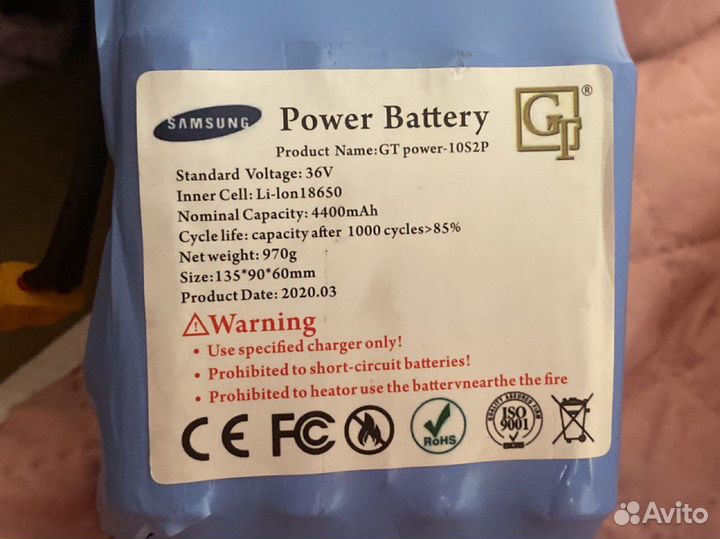 SAMSUNG
Power Battery
GT
®
Product Name:GT power-10S2P
Standard Voltage: 36V
Inner Cell: Li-lon18650
Nominal Capacity: 4400mAh
Cycle life: capacity after 1000 cycles>85%
Net weight: 970g
Size:135*90*60mm
Product Date: 2020.03
Warning
• Use specified charger only!
• Prohibited to short-circuit batteries!
• Prohibited to heator use the batterynearthe the fire
CE FC RoHS ISO 9001
Avito